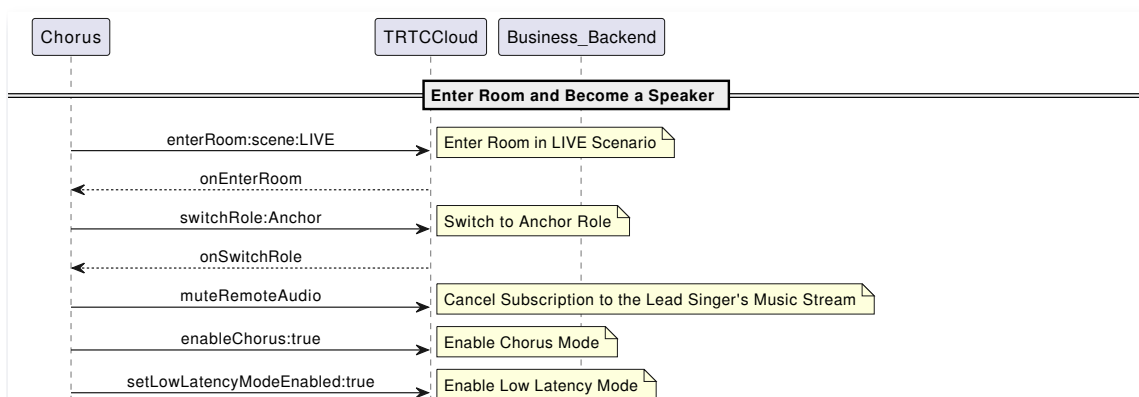 Chorus TRTCCloud Business_Backend
Enter Room and Become a Speaker
enterRoom:scene:LIVE Enter Room in LIVE Scenario
onEnterRoom
switchRole:Anchor Switch to Anchor Role
onSwitchRole
muteRemoteAudio Cancel Subscription to the Lead Singer's Music Stream
enableChorus:true Enable Chorus Mode
setLowLatencyModeEnabled:true Enable Low Latency Mode